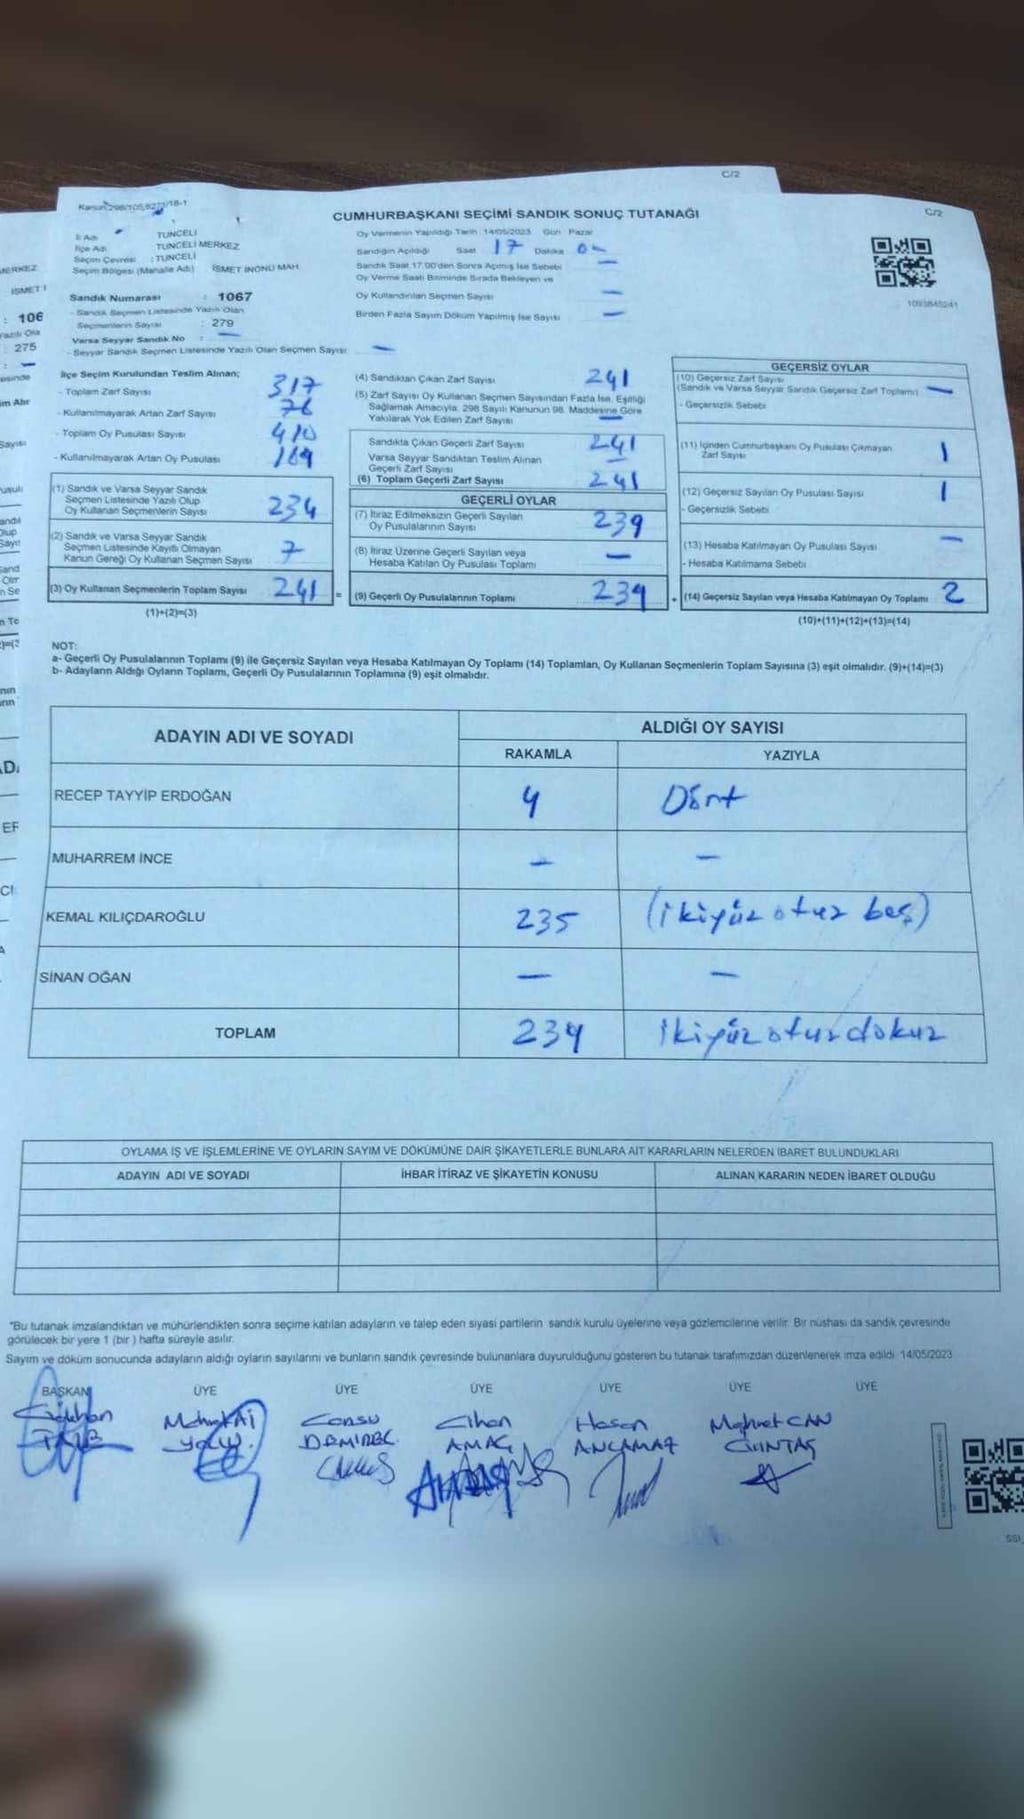 C/2
Kanun:298/105,6271/18-1
C/2
CUMHURBAŞKANI SEÇİMİ SANDIK SONUÇ TUTANAĞI
İl Adı : TUNCELİ
İlçe Adı : TUNCELİ MERKEZ
Seçim Çevresi : TUNCELİ
Seçim Bölgesi (Mahalle Adı) : İSMET İNÖNÜ MAH.
Sandık Numarası : 1067
- Sandık Seçmen Listesinde Yazılı Olan
Seçmenlerin Sayısı : 279
Varsa Seyyar Sandık No : –
- Seyyar Sandık Seçmen Listesinde Yazılı Olan Seçmen Sayısı –
Oy Vermenin Yapıldığı Tarih 14/05/2023 Gün Pazar
Sandığın Açıldığı Saat 17 Dakika 0-
Sandık Saat 17:00'den Sonra Açılmış İse Sebebi –
Oy Verme Saati Bitiminde Sırada Bekleyen ve
Oy Kullandırılan Seçmen Sayısı –
Birden Fazla Sayım Döküm Yapılmış İse Sayısı –
1093845241
İlçe Seçim Kurulundan Teslim Alınan;
- Toplam Zarf Sayısı 317
- Kullanılmayarak Artan Zarf Sayısı 76
- Toplam Oy Pusulası Sayısı 410
- Kullanılmayarak Artan Oy Pusulası 169
(1) Sandık ve Varsa Seyyar Sandık
Seçmen Listesinde Yazılı Olup
Oy Kullanan Seçmenlerin Sayısı 234
(2) Sandık ve Varsa Seyyar Sandık
Seçmen Listesinde Kayıtlı Olmayan
Kanun Gereği Oy Kullanan Seçmen Sayısı 7
(3) Oy Kullanan Seçmenlerin Toplam Sayısı 241 =
(1)+(2)=(3)
(4) Sandıktan Çıkan Zarf Sayısı 241
(5) Zarf Sayısı Oy Kullanan Seçmen Sayısından Fazla İse, Eşitliği
Sağlamak Amacıyla, 298 Sayılı Kanunun 98. Maddesine Göre
Yakılarak Yok Edilen Zarf Sayısı –
Sandıkta Çıkan Geçerli Zarf Sayısı 241
Varsa Seyyar Sandıktan Teslim Alınan
Geçerli Zarf Sayısı –
(6) Toplam Geçerli Zarf Sayısı 241
GEÇERLİ OYLAR
(7) İtiraz Edilmeksizin Geçerli Sayılan
Oy Pusulalarının Sayısı 239
(8) İtiraz Üzerine Geçerli Sayılan veya
Hesaba Katılan Oy Pusulası Toplamı –
(9) Geçerli Oy Pusulalarının Toplamı 239 +
GEÇERSİZ OYLAR
(10) Geçersiz Zarf Sayısı
(Sandık ve Varsa Seyyar Sandık Geçersiz Zarf Toplamı) –
- Geçersizlik Sebebi
(11) İçinden Cumhurbaşkanı Oy Pusulası Çıkmayan
Zarf Sayısı 1
(12) Geçersiz Sayılan Oy Pusulası Sayısı 1
- Geçersizlik Sebebi
(13) Hesaba Katılmayan Oy Pusulası Sayısı –
- Hesaba Katılmama Sebebi
(14) Geçersiz Sayılan veya Hesaba Katılmayan Oy Toplamı 2
(10)+(11)+(12)+(13)=(14)
NOT:
a- Geçerli Oy Pusulalarının Toplamı (9) ile Geçersiz Sayılan veya Hesaba Katılmayan Oy Toplamı (14) Toplamları, Oy Kullanan Seçmenlerin Toplam Sayısına (3) eşit olmalıdır. (9)+(14)=(3)
b- Adayların Aldığı Oyların Toplamı, Geçerli Oy Pusulalarının Toplamına (9) eşit olmalıdır.
ADAYIN ADI VE SOYADI
ALDIĞI OY SAYISI
RAKAMLA YAZIYLA
RECEP TAYYİP ERDOĞAN 4 Dört
MUHARREM İNCE – –
KEMAL KILIÇDAROĞLU 235 (ikiyüz otuz beş)
SİNAN OĞAN – –
TOPLAM 239 ikiyüz otuz dokuz
OYLAMA İŞ VE İŞLEMLERİNE VE OYLARIN SAYIM VE DÖKÜMÜNE DAİR ŞİKAYETLERLE BUNLARA AİT KARARLARIN NELERDEN İBARET BULUNDUKLARI
ADAYIN ADI VE SOYADI İHBAR İTİRAZ VE ŞİKAYETİN KONUSU ALINAN KARARIN NEDEN İBARET OLDUĞU
"Bu tutanak imzalandıktan ve mühürlendikten sonra seçime katılan adayların ve talep eden siyasi partilerin sandık kurulu üyelerine veya gözlemcilerine verilir. Bir nüshası da sandık çevresinde
görülecek bir yere 1 (bir) hafta süreyle asılır.
Sayım ve döküm sonucunda adayların aldığı oyların sayılarını ve bunların sandık çevresinde bulunanlara duyurulduğunu gösteren bu tutanak tarafımızdan düzenlenerek imza edildi. 14/05/2023
BAŞKAN ÜYE ÜYE ÜYE ÜYE ÜYE ÜYE
Cansu Cihan Hasan Mehmet CAN
AMAÇ